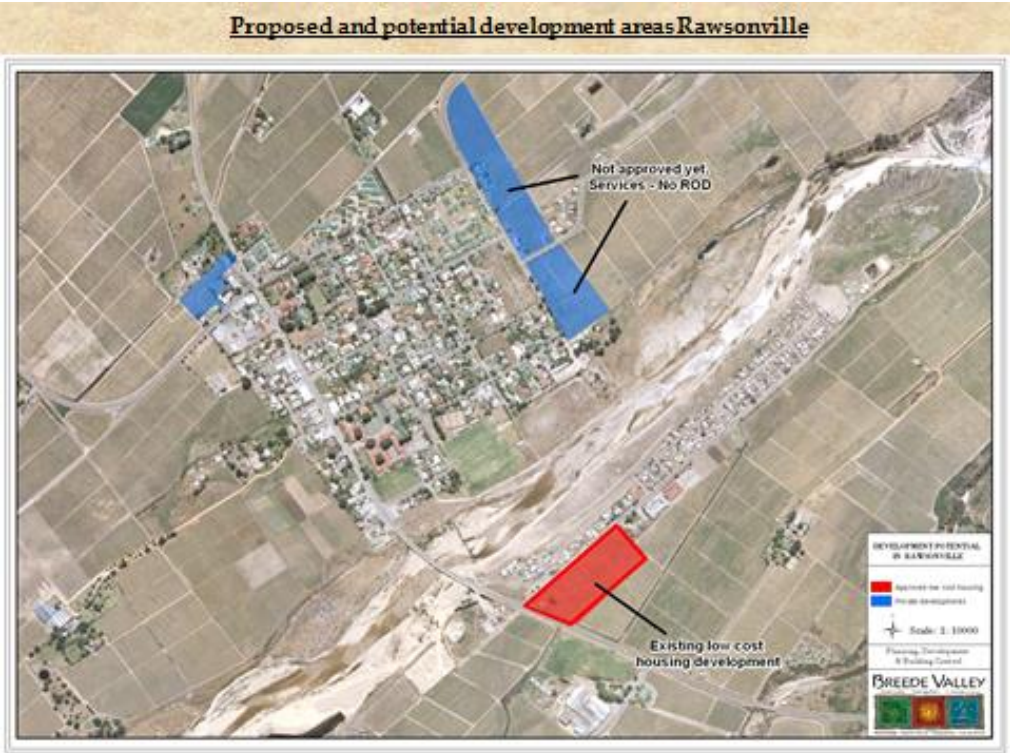 Proposed and potential development areas Rawsonville
Not approved yet.
Services - No ROD
Existing low cost
housing development
DEVELOPMENT POTENTIAL
IN RAWSONVILLE
Approved low cost housing
Private developments
Scale: 1: 10000
Planning, Development
& Building Control
BREEDE VALLEY